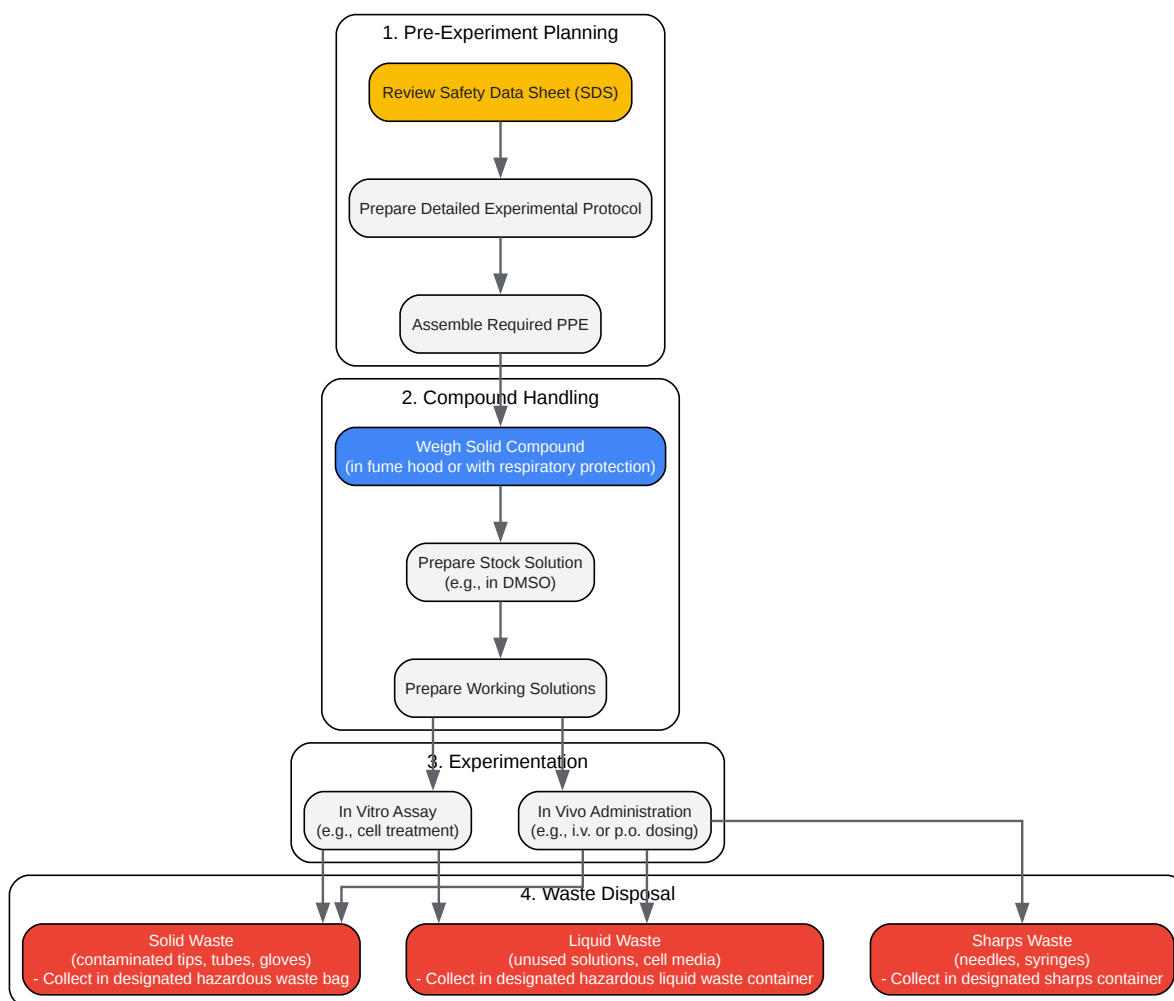 1. Pre-Experiment Planning
Review Safety Data Sheet (SDS)
Prepare Detailed Experimental Protocol
Assemble Required PPE
2. Compound Handling
Weigh Solid Compound
(in fume hood or with respiratory protection)
Prepare Stock Solution
(e.g., in DMSO)
Prepare Working Solutions
3. Experimentation
In Vitro Assay
(e.g., cell treatment)
In Vivo Administration
(e.g., i.v. or p.o. dosing)
4. Waste Disposal
Solid Waste
(contaminated tips, tubes, gloves)
- Collect in designated hazardous waste bag
Liquid Waste
(unused solutions, cell media)
- Collect in designated hazardous liquid waste container
Sharps Waste
(needles, syringes)
- Collect in designated sharps container